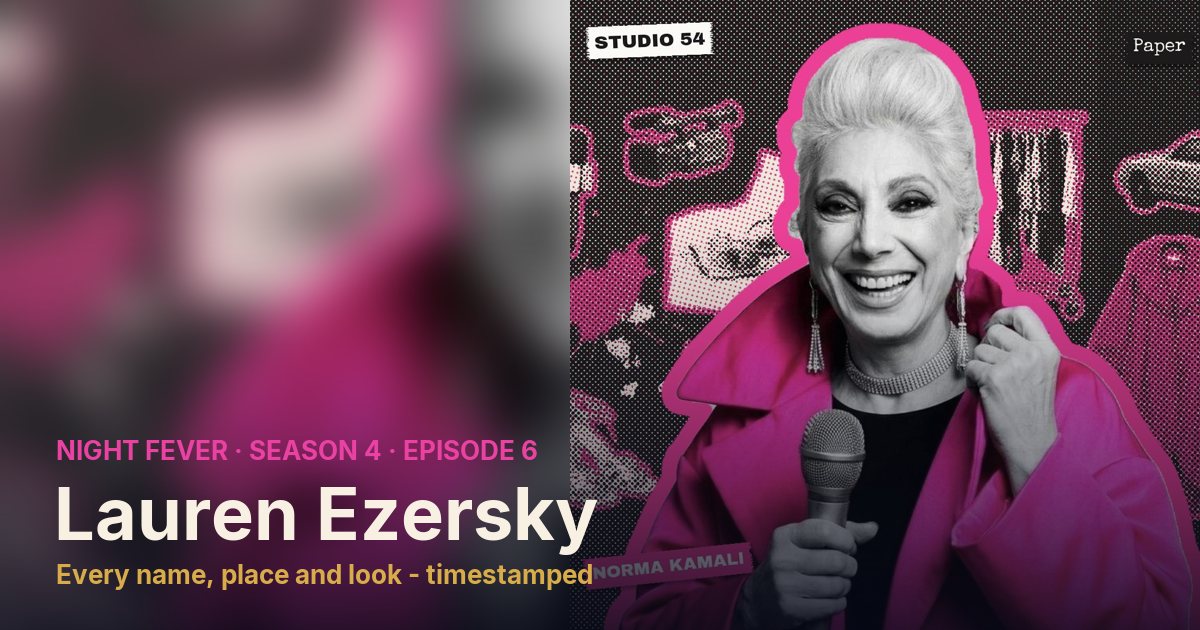 STUDIO 54
Paper
NIGHT FEVER · SEASON 4 · EPISODE 6
Lauren Ezersky
Every name, place and look - timestamped
NORMA KAMALI